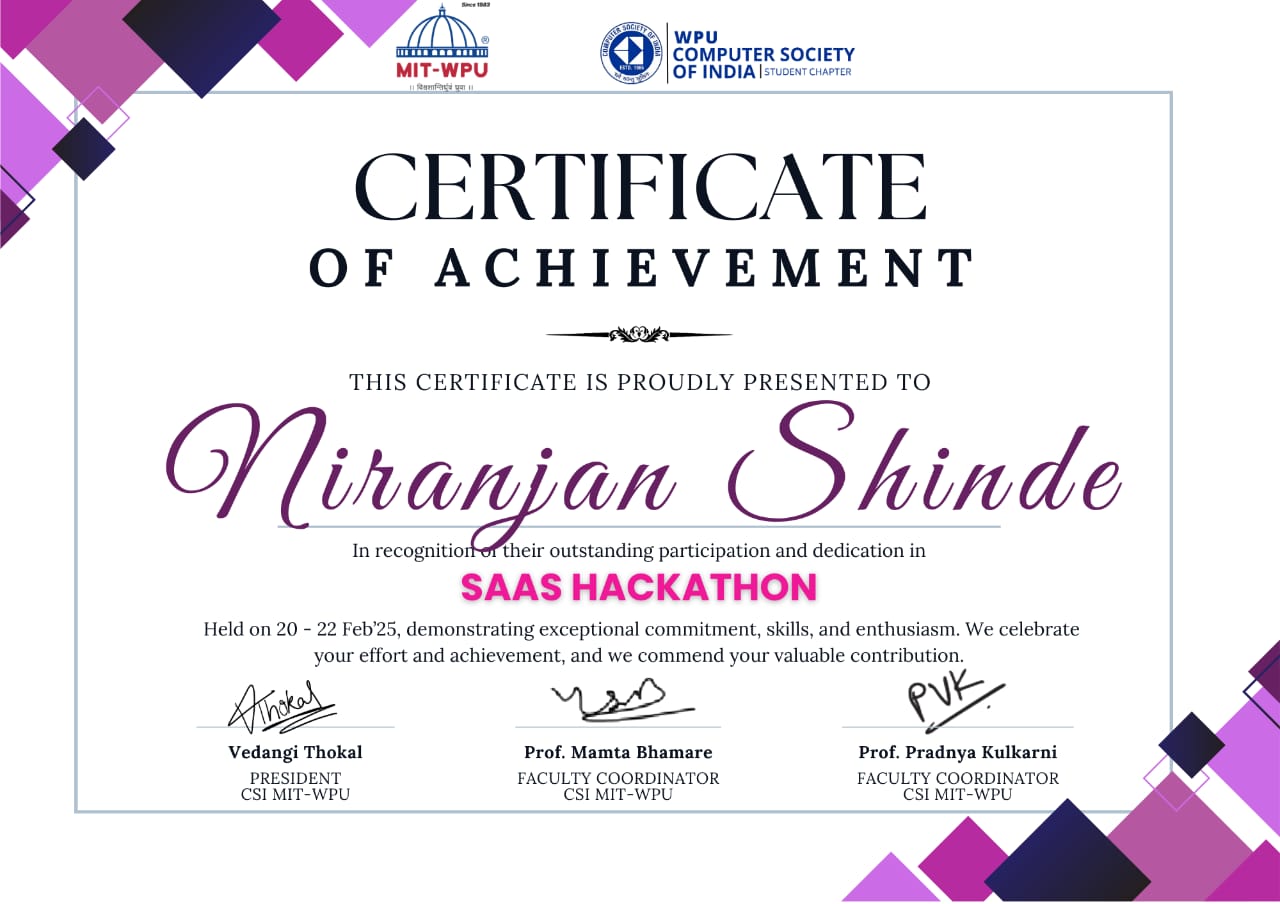 Since 1983
MIT-WPU
®
।। विश्वशान्तिर्ध्रुवं ध्रुवा ।।
COMPUTER SOCIETY OF INDIA
ESTD. 1965
WPU
COMPUTER SOCIETY
OF INDIA | STUDENT CHAPTER
CERTIFICATE
OF ACHIEVEMENT
THIS CERTIFICATE IS PROUDLY PRESENTED TO
Niranjan Shinde
In recognition of their outstanding participation and dedication in
SAAS HACKATHON
Held on 20 - 22 Feb’25, demonstrating exceptional commitment, skills, and enthusiasm. We celebrate
your effort and achievement, and we commend your valuable contribution.
AThokal
PVK
Vedangi Thokal
Prof. Mamta Bhamare
Prof. Pradnya Kulkarni
PRESIDENT
FACULTY COORDINATOR
FACULTY COORDINATOR
CSI MIT-WPU
CSI MIT-WPU
CSI MIT-WPU